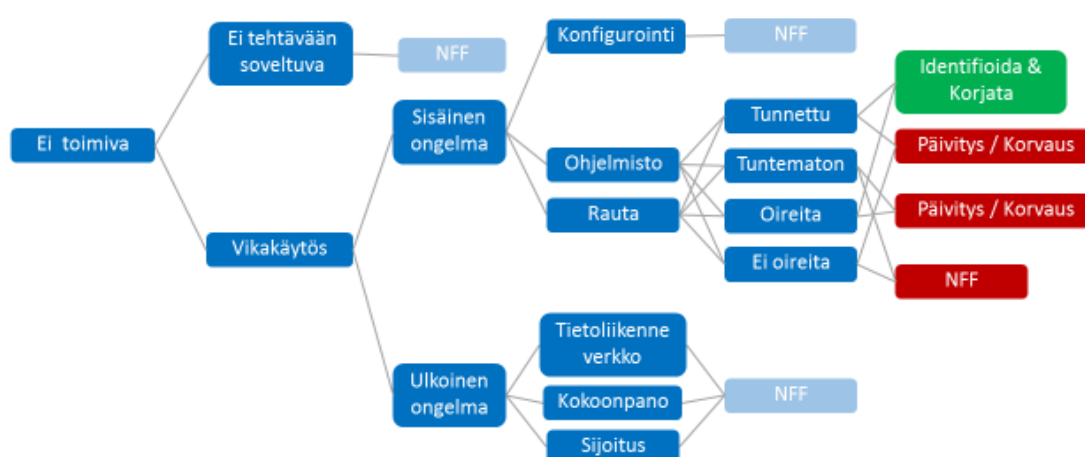 Ei tehtävään
soveltuva
NFF
Konfigurointi
NFF
Identifioida &
Korjata
Sisäinen
ongelma
Tunnettu
Ei  toimiva
Päivitys / Korvaus
Ohjelmisto
Tuntematon
Rauta
Oireita
Päivitys / Korvaus
Vikakäytös
Ei oireita
NFF
Tietoliikenne
verkko
Ulkoinen
ongelma
Kokoonpano
NFF
Sijoitus